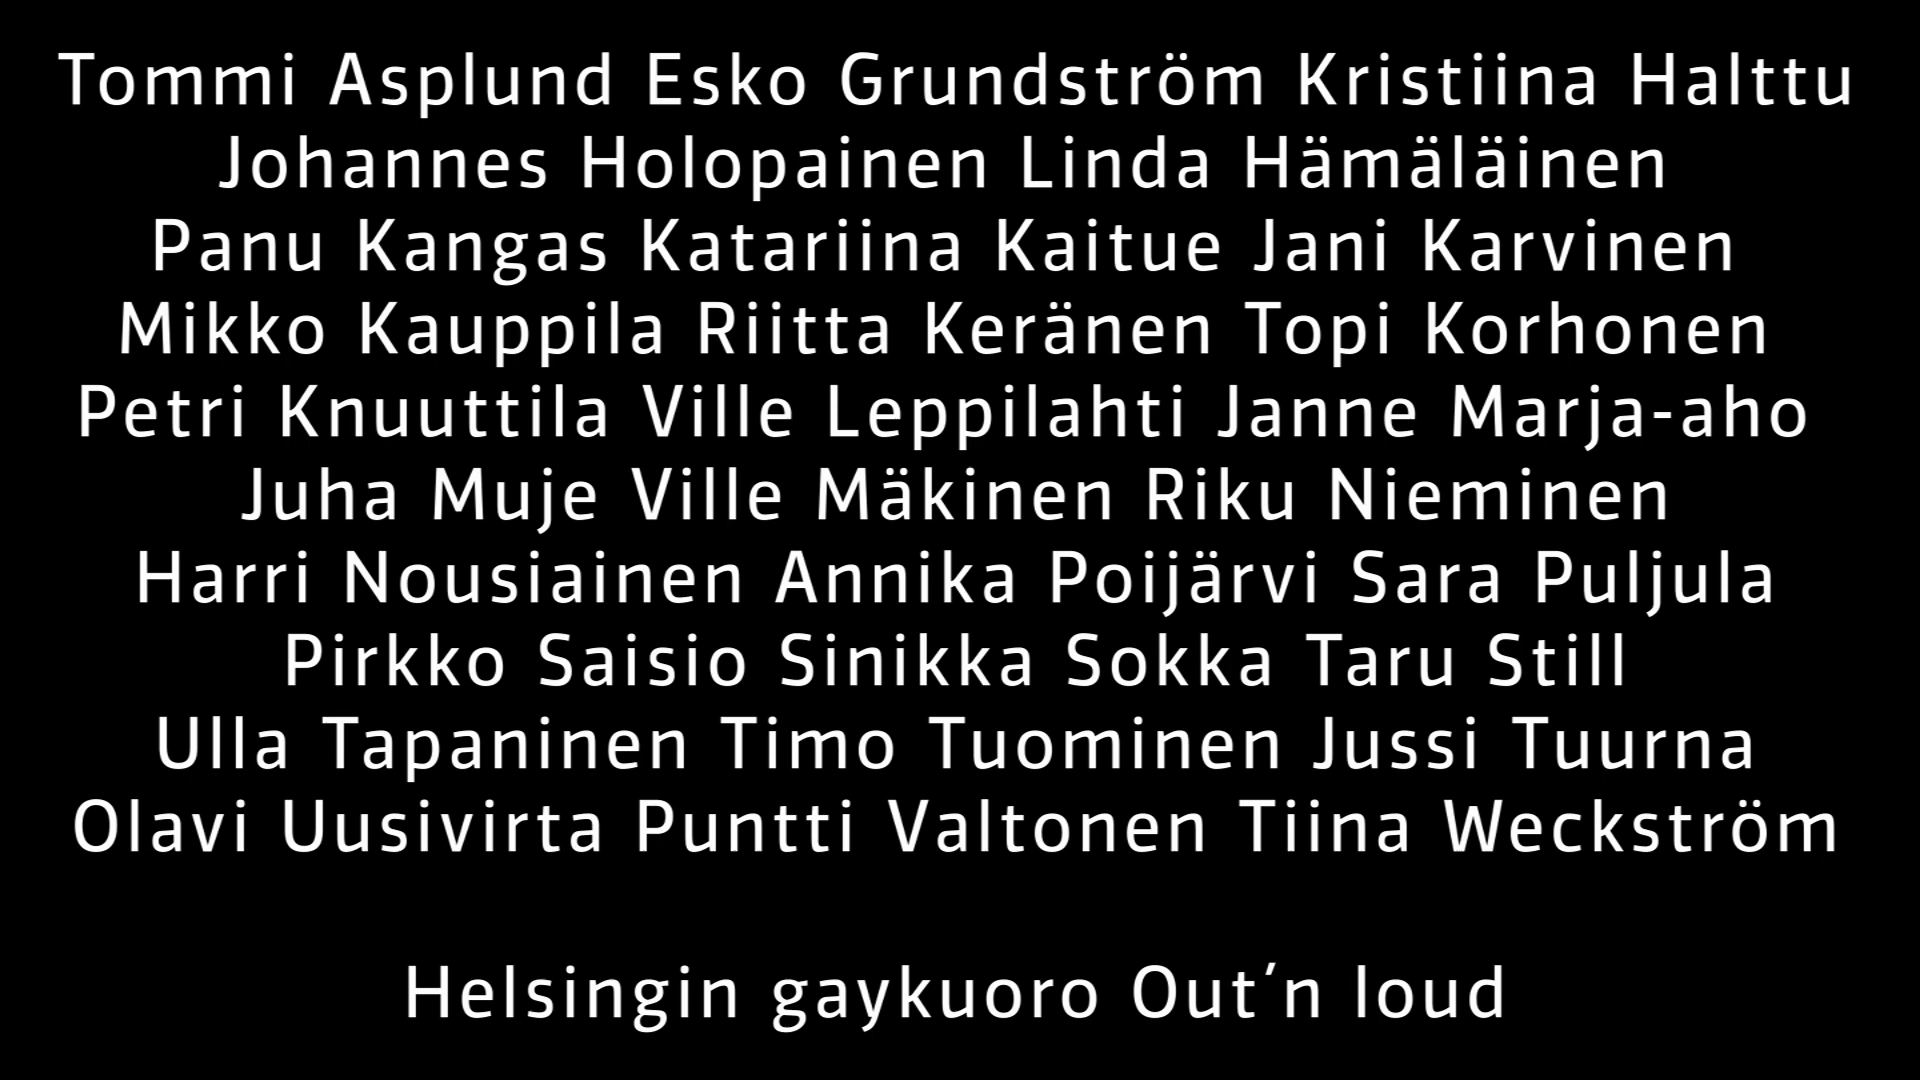 Tommi Asplund Esko Grundström Kristiina Halttu
Johannes Holopainen Linda Hämäläinen
Panu Kangas Katariina Kaitue Jani Karvinen
Mikko Kauppila Riitta Keränen Topi Korhonen
Petri Knuuttila Ville Leppilahti Janne Marja-aho
Juha Muje Ville Mäkinen Riku Nieminen
Harri Nousiainen Annika Poijärvi Sara Puljula
Pirkko Saisio Sinikka Sokka Taru Still
Ulla Tapaninen Timo Tuominen Jussi Tuurna
Olavi Uusivirta Puntti Valtonen Tiina Weckström
Helsingin gaykuoro Out´n loud